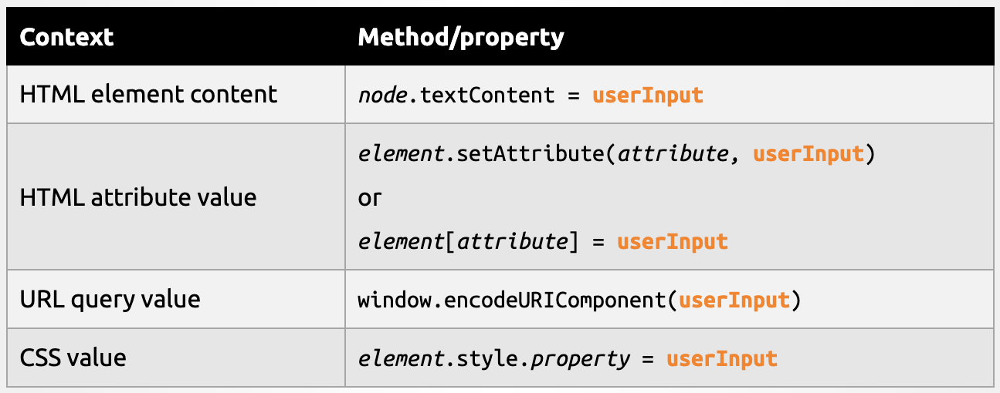 Context Method/property
HTML element content node.textContent = userInput
element.setAttribute(attribute, userInput)
HTML attribute value or
element[attribute] = userInput
URL query value window.encodeURIComponent(userInput)
CSS value element.style.property = userInput